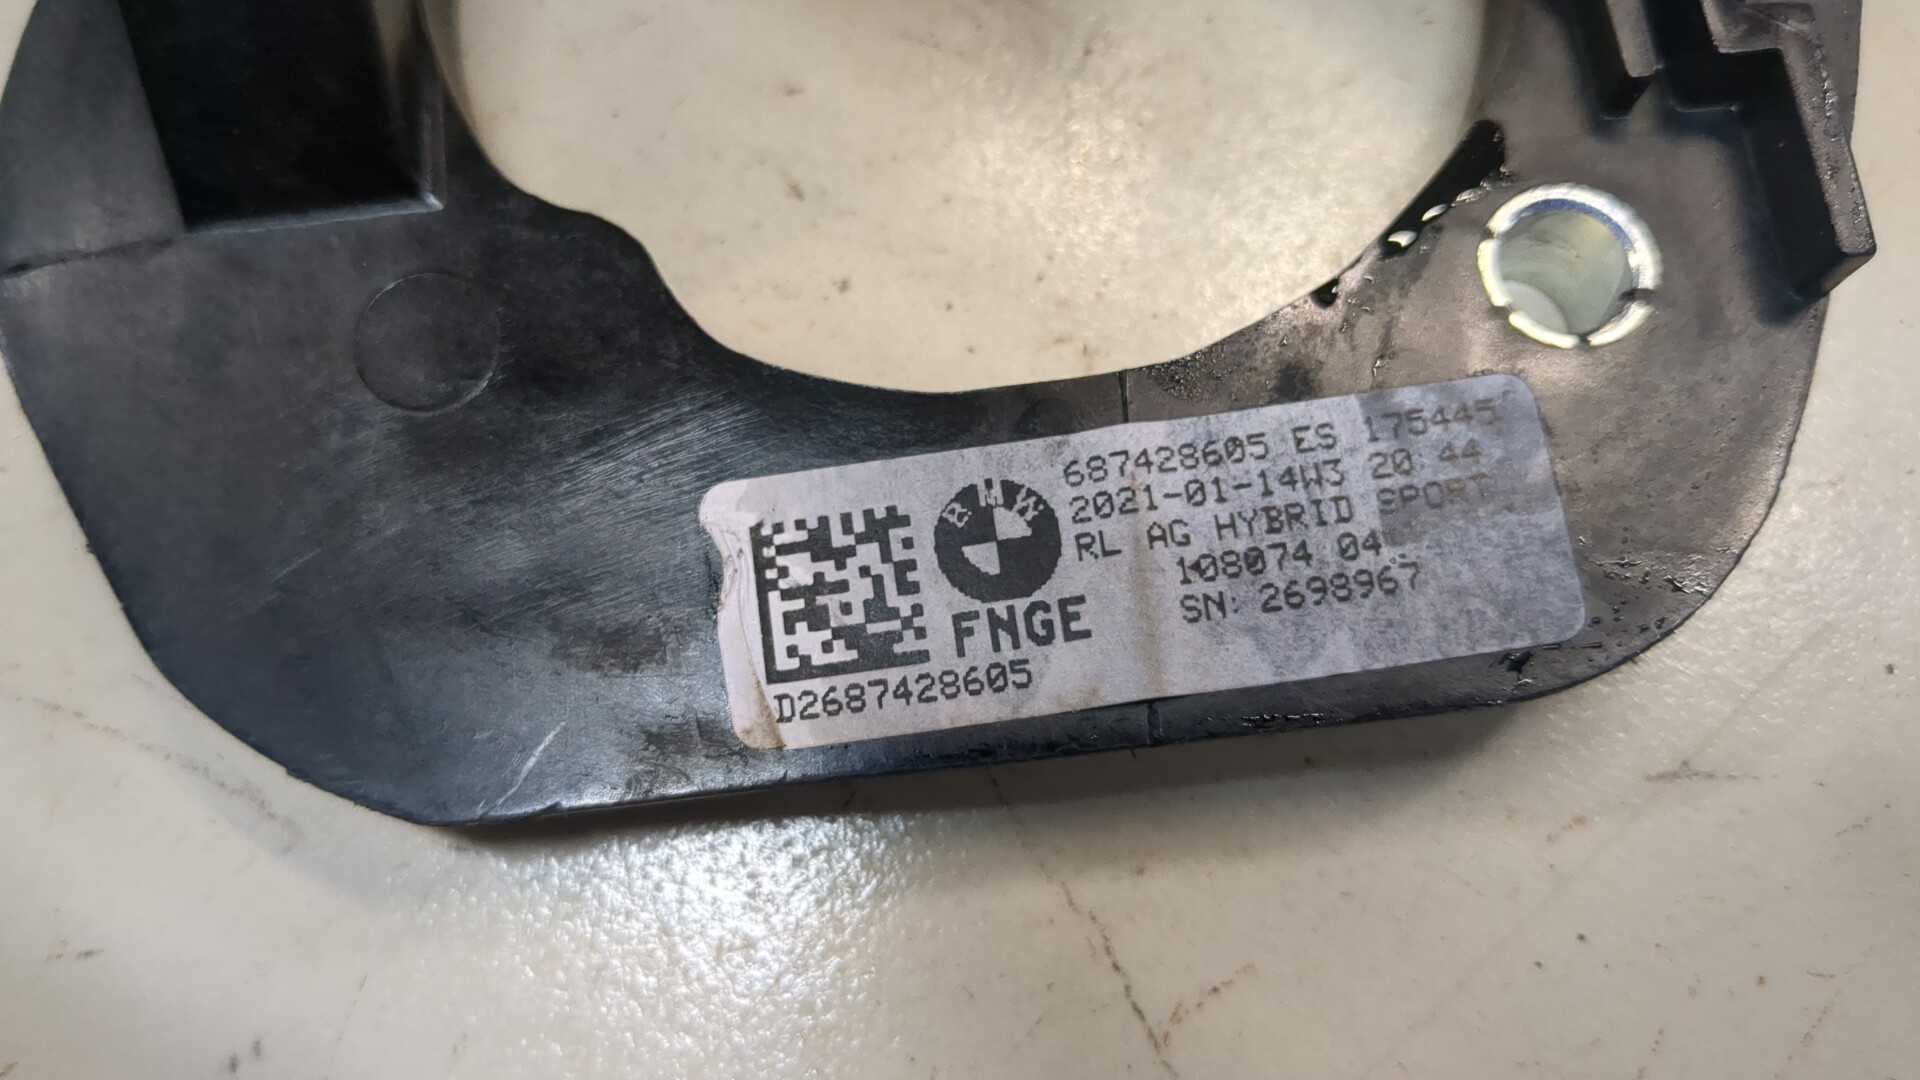 687428605 ES 175445
2021-01-14W3 20 44
RL AG HYBRID SPORT
108074 04
SN: 2698967
BMW
FNGE
D2687428605